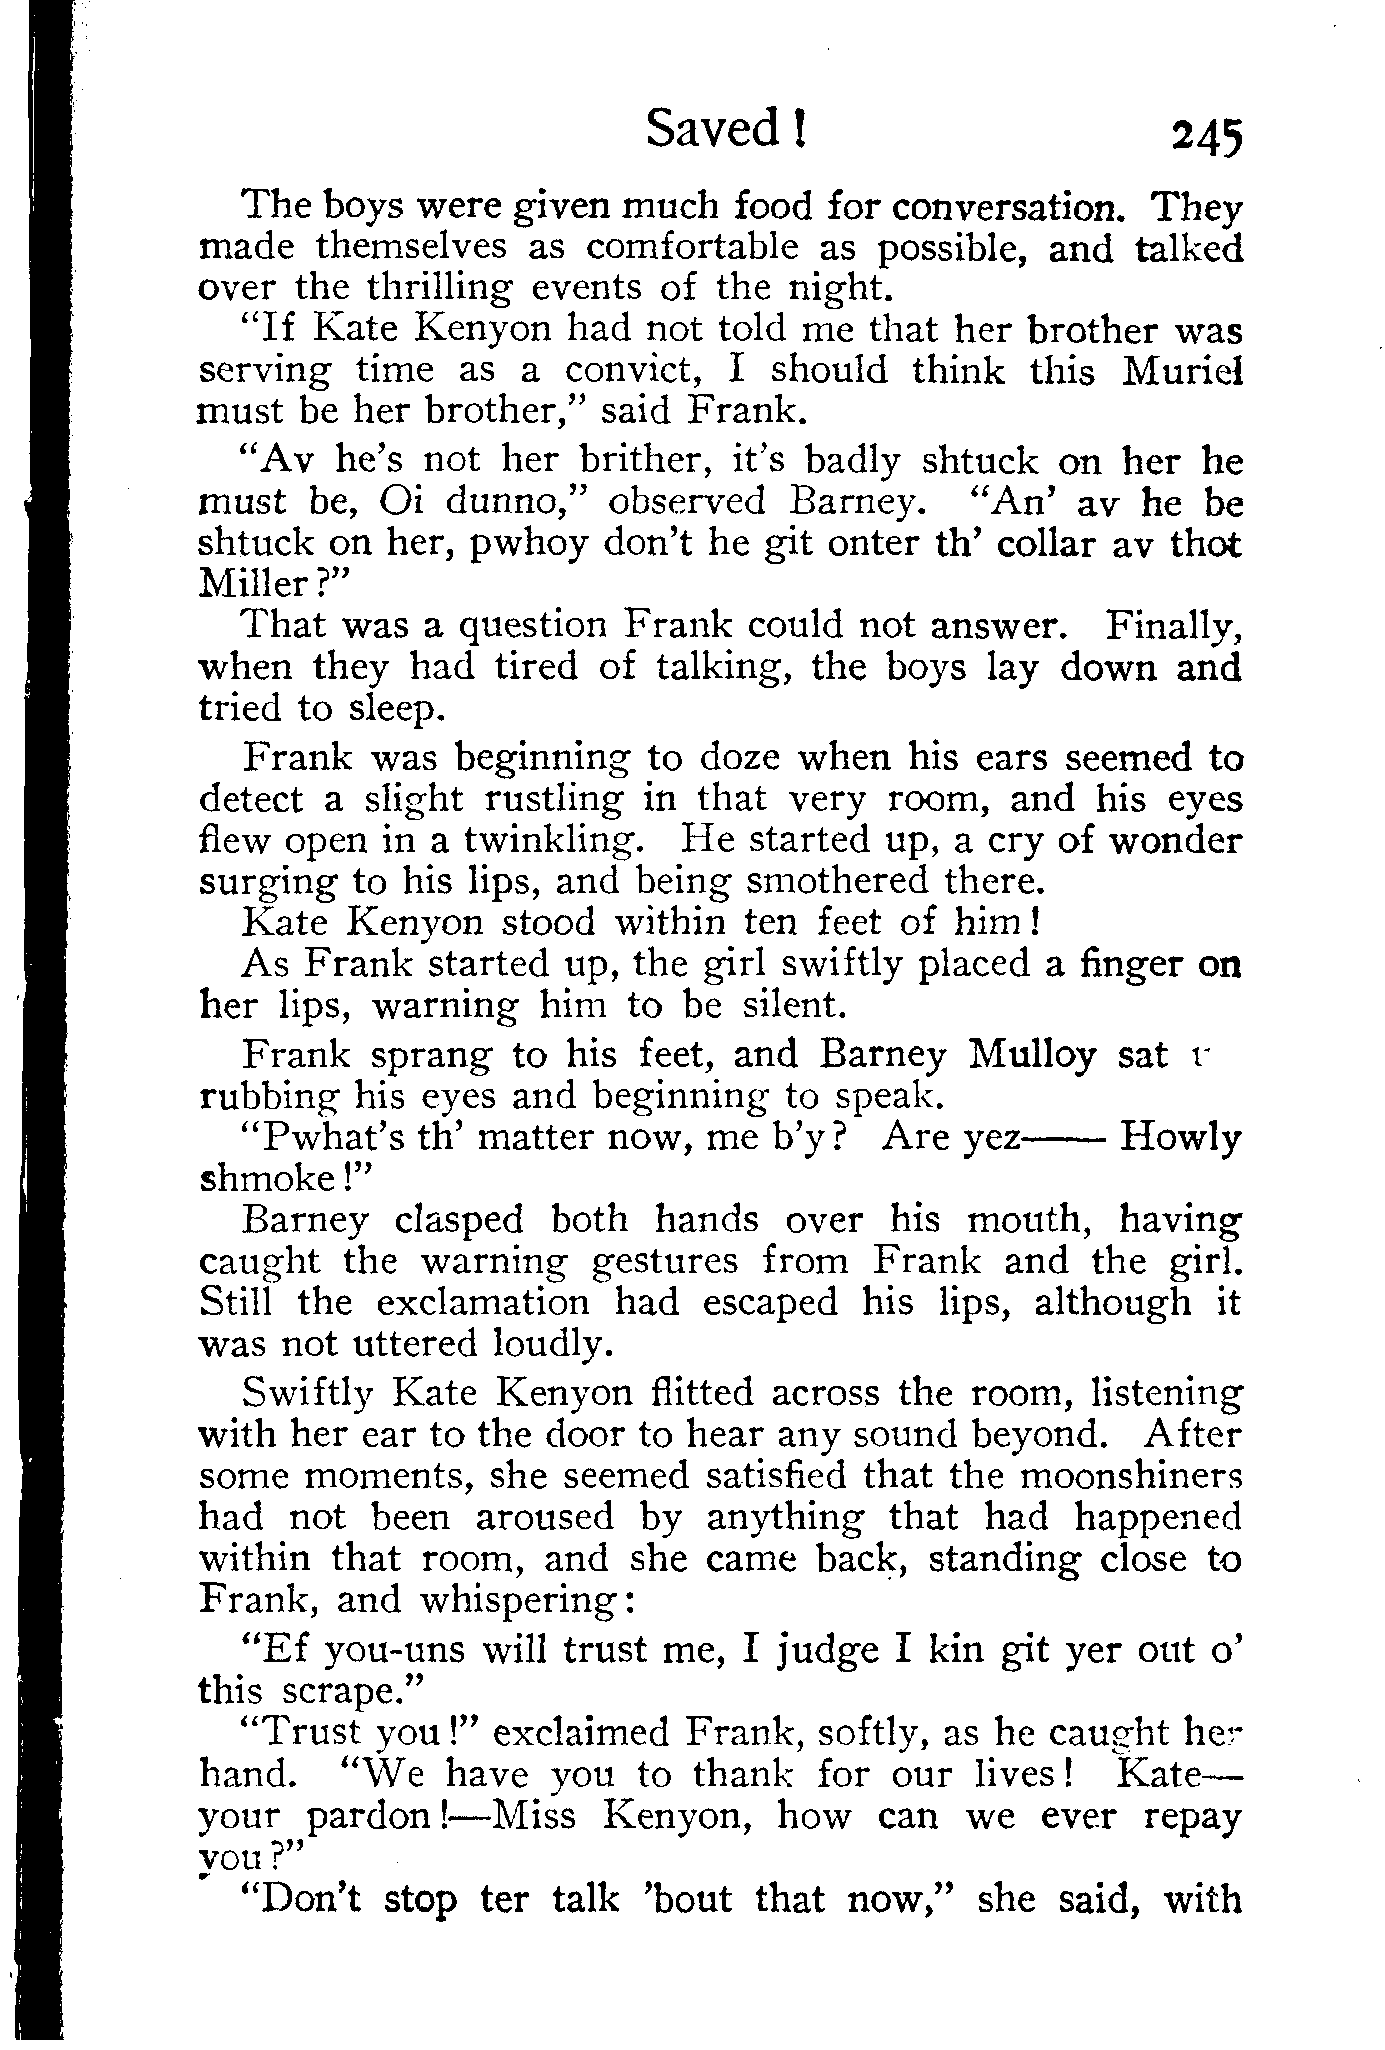 Saved! 245
The boys were given much food for conversation. They
made themselves as comfortable as possible, and talked
over the thrilling events of the night.
"If Kate Kenyon had not told me that her brother was
serving time as a convict, I should think this Muriel
must be her brother," said Frank.
"Av he's not her brither, it's badly shtuck on her he
must be, Oi dunno," observed Barney. "An' av he be
shtuck on her, pwhoy don't he git onter th' collar av thot
Miller?"
That was a question Frank could not answer. Finally,
when they had tired of talking, the boys lay down and
tried to sleep.
Frank was beginning to doze when his ears seemed to
detect a slight rustling in that very room, and his eyes
flew open in a twinkling. He started up, a cry of wonder
surging to his lips, and being smothered there.
Kate Kenyon stood within ten feet of him!
As Frank started up, the girl swiftly placed a finger on
her lips, warning him to be silent.
Frank sprang to his feet, and Barney Mulloy sat
rubbing his eyes and beginning to speak.
"Pwhat's th' matter now, me b'y? Are yez—— Howly
shmoke!"
Barney clasped both hands over his mouth, having
caught the warning gestures from Frank and the girl.
Still the exclamation had escaped his lips, although it
was not uttered loudly.
Swiftly Kate Kenyon flitted across the room, listening
with her ear to the door to hear any sound beyond. After
some moments, she seemed satisfied that the moonshiners
had not been aroused by anything that had happened
within that room, and she came back, standing close to
Frank, and whispering:
"Ef you-uns will trust me, I judge I kin git yer out o'
this scrape."
"Trust you!" exclaimed Frank, softly, as he caught her
hand. "We have you to thank for our lives! Kate—
your pardon!—Miss Kenyon, how can we ever repay
you?"
"Don't stop ter talk 'bout that now," she said, with